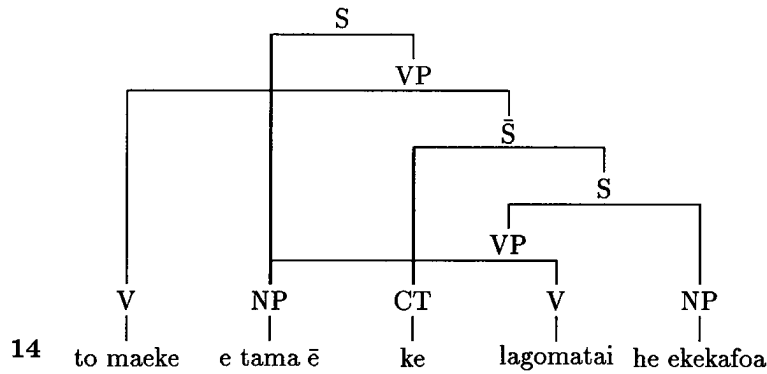 S
VP
S̄
S
VP
V NP CT V NP
14 to maeke e tama ē ke lagomatai he ekekafoa